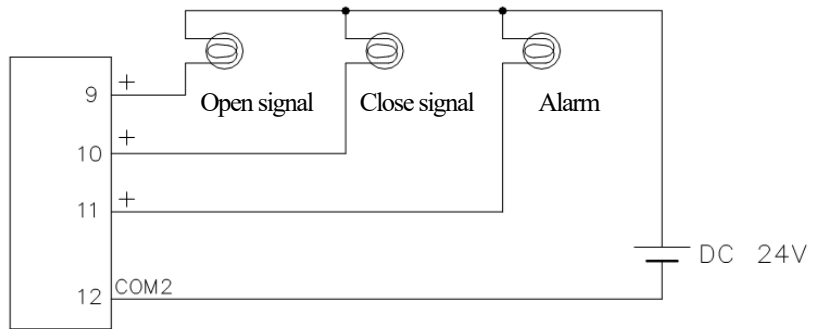 9 +
Open signal Close signal Alarm
10 +
11 +
DC 24V
12 COM2